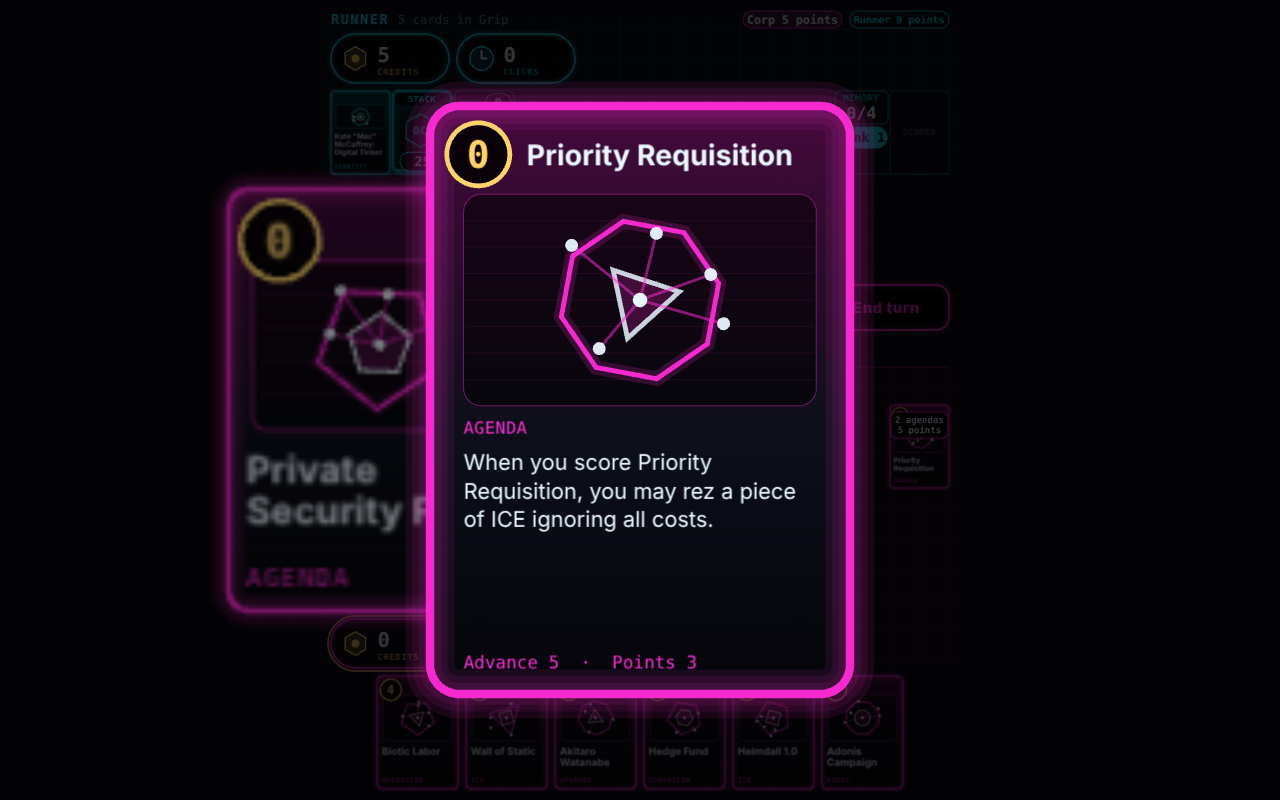 RUNNER 5 cards in Grip
Corp 5 points
Runner 0 points
5
CREDITS
0
CLICKS
Kate "Mac"
McCaffrey:
Digital Tinker
IDENTITY
STACK
MEMORY
0/4
SCORED
0
Priority Requisition
AGENDA
When you score Priority
Requisition, you may rez a piece
of ICE ignoring all costs.
Advance 5 · Points 3
0
Private
Security
AGENDA
End turn
2 agendas
5 points
Priority
Requisition
AGENDA
0
CREDITS
4
Biotic Labor
OPERATION
Wall of Static
ICE
Akitaro
Watanabe
UPGRADE
Hedge Fund
OPERATION
Heimdall 1.0
ICE
Adonis
Campaign
ASSET